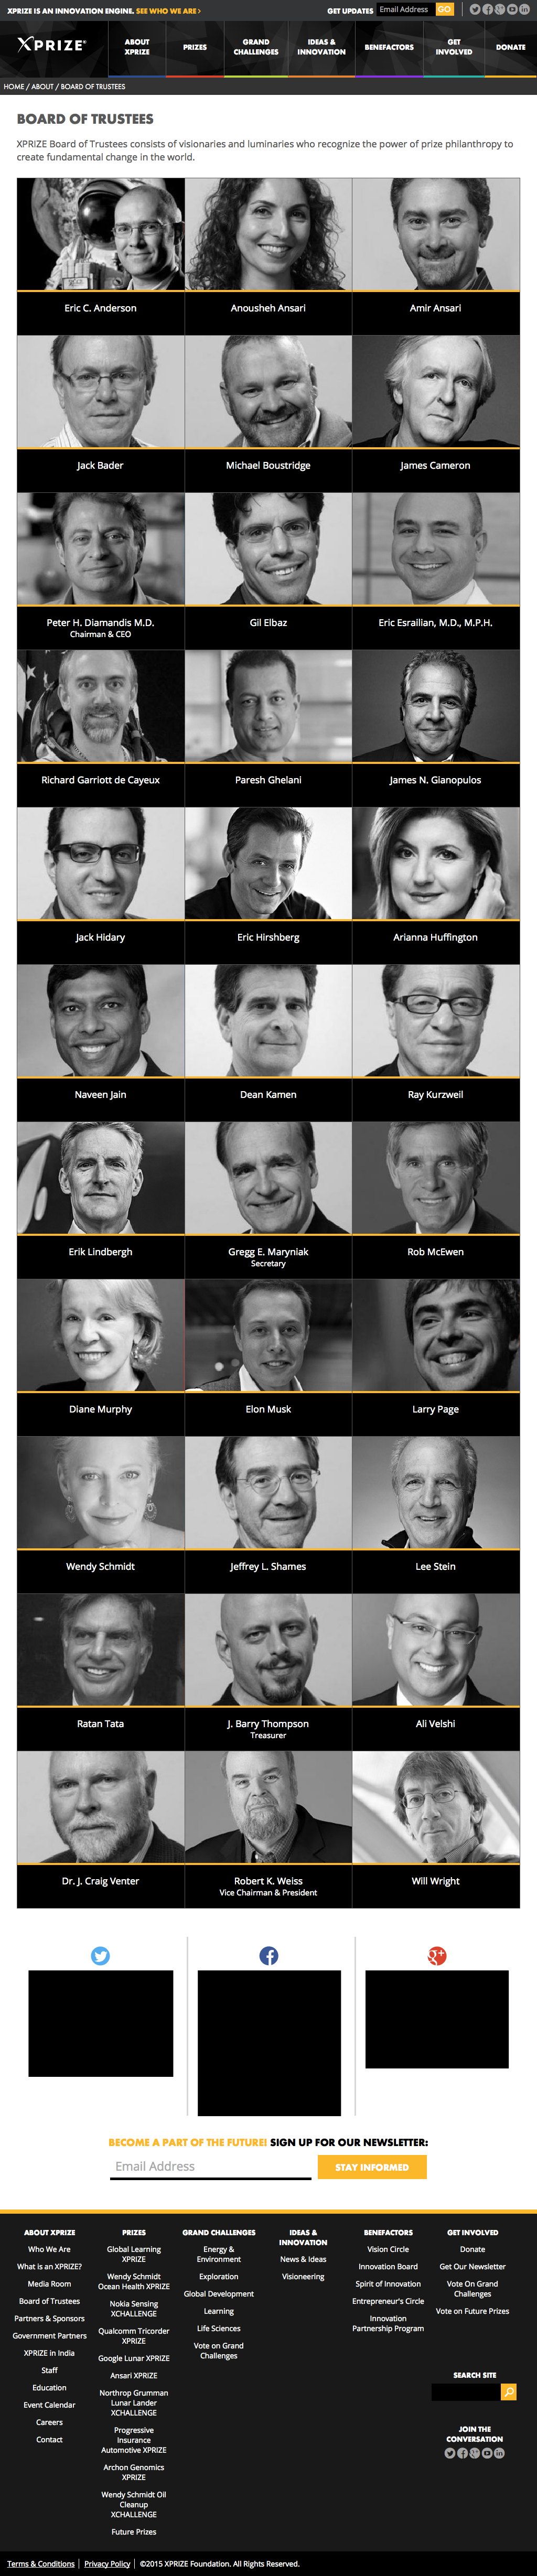 XPRIZE IS AN INNOVATION ENGINE. SEE WHO WE ARE >
GET UPDATES Email Address GO
XPRIZE
ABOUT XPRIZE
PRIZES
GRAND CHALLENGES
IDEAS & INNOVATION
BENEFACTORS
GET INVOLVED
DONATE
HOME / ABOUT / BOARD OF TRUSTEES
BOARD OF TRUSTEES
XPRIZE Board of Trustees consists of visionaries and luminaries who recognize the power of prize philanthropy to
create fundamental change in the world.
Eric C. Anderson
Anousheh Ansari
Amir Ansari
Jack Bader
Michael Boustridge
James Cameron
Peter H. Diamandis M.D.
Chairman & CEO
Gil Elbaz
Eric Esrailian, M.D., M.P.H.
Richard Garriott de Cayeux
Paresh Ghelani
James N. Gianopulos
Jack Hidary
Eric Hirshberg
Arianna Huffington
Naveen Jain
Dean Kamen
Ray Kurzweil
Erik Lindbergh
Gregg E. Maryniak
Secretary
Rob McEwen
Diane Murphy
Elon Musk
Larry Page
Wendy Schmidt
Jeffrey L. Shames
Lee Stein
Ratan Tata
J. Barry Thompson
Treasurer
Ali Velshi
Dr. J. Craig Venter
Robert K. Weiss
Vice Chairman & President
Will Wright
BECOME A PART OF THE FUTURE! SIGN UP FOR OUR NEWSLETTER:
Email Address
STAY INFORMED
ABOUT XPRIZE
Who We Are
What is an XPRIZE?
Media Room
Board of Trustees
Partners & Sponsors
Government Partners
XPRIZE in India
Staff
Education
Event Calendar
Careers
Contact
PRIZES
Global Learning
XPRIZE
Wendy Schmidt
Ocean Health XPRIZE
Nokia Sensing
XCHALLENGE
Qualcomm Tricorder
XPRIZE
Google Lunar XPRIZE
Ansari XPRIZE
Northrop Grumman
Lunar Lander
XCHALLENGE
Progressive
Insurance
Automotive XPRIZE
Archon Genomics
XPRIZE
Wendy Schmidt Oil
Cleanup
XCHALLENGE
Future Prizes
GRAND CHALLENGES
Energy &
Environment
Exploration
Global Development
Learning
Life Sciences
Vote on Grand
Challenges
IDEAS &
INNOVATION
News & Ideas
Visioneering
BENEFACTORS
Vision Circle
Innovation Board
Spirit of Innovation
Entrepreneur's Circle
Innovation
Partnership Program
GET INVOLVED
Donate
Get Our Newsletter
Vote On Grand
Challenges
Vote on Future Prizes
SEARCH SITE
JOIN THE
CONVERSATION
Terms & Conditions | Privacy Policy | ©2015 XPRIZE Foundation. All Rights Reserved.